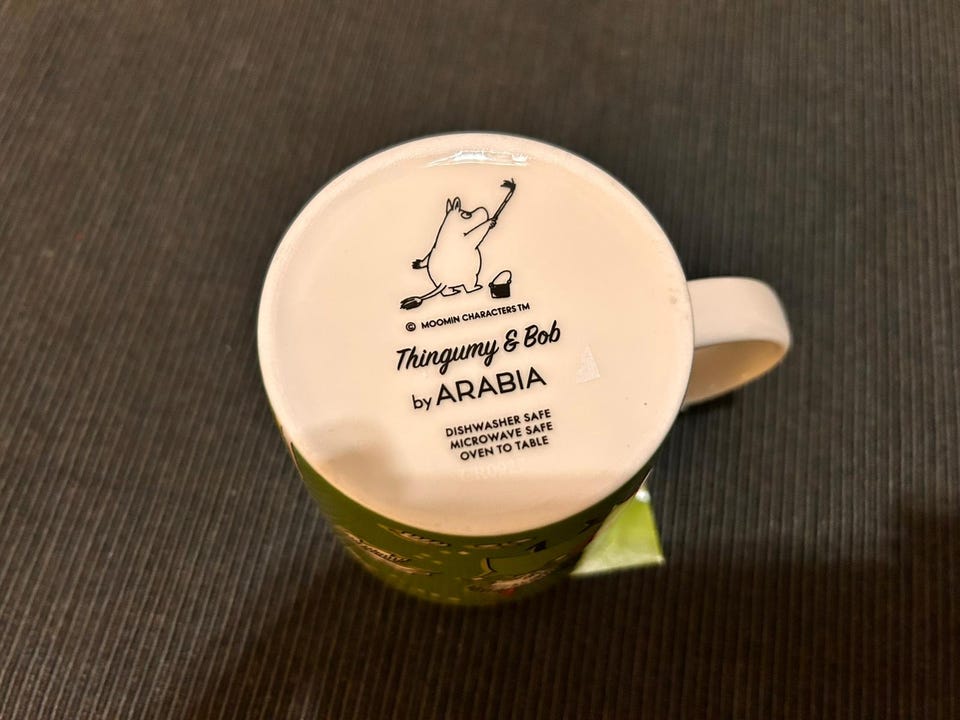 © MOOMIN CHARACTERS TM
Thingumy & Bob
by ARABIA
DISHWASHER SAFE
MICROWAVE SAFE
OVEN TO TABLE